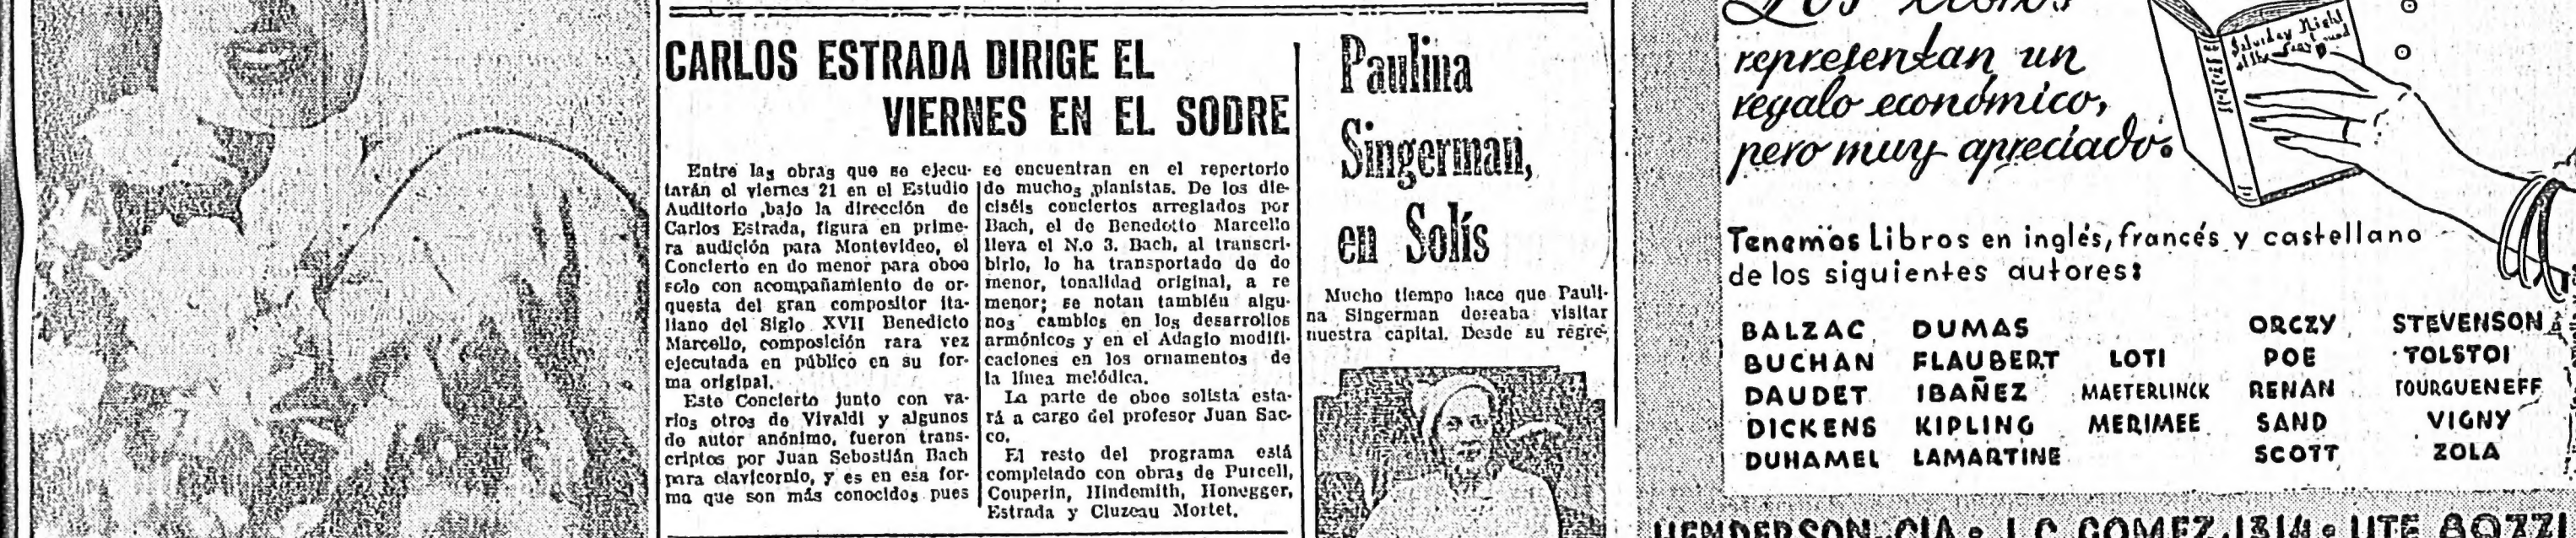 CARLOS ESTRADA DIRIGE EL
VIERNES EN EL SODRE
Entre las obras que se ejecu-
tarán el viernes 21 en el Estudio
Auditorio ,bajo la dirección de
Carlos Estrada, figura en prime-
ra audición para Montevideo, el
Concierto en do menor para oboe
solo con acompañamiento de or-
questa del gran compositor ita-
liano del Siglo XVII Benedicto
Marcello, composición rara vez
ejecutada en público en su for-
ma original.
Este Concierto junto con va-
rios otros de Vivaldi y algunos
de autor anónimo, fueron trans-
criptos por Juan Sebastián Bach
para clavicornio, y es en esa for-
ma que son más conocidos pues
se encuentran en el repertorio
de muchos pianistas. De los die-
ciséis conciertos arreglados por
Bach, el de Benedetto Marcello
lleva el N.o 3. Bach, al transcri-
birlo, lo ha transportado de do
menor, tonalidad original, a re
menor; se notan también algu-
nos cambios en los desarrollos
armónicos y en el Adagio modifi-
caciones en los ornamentos de
la línea melódica.
La parte de oboe solista esta-
rá a cargo del profesor Juan Sac-
co.
El resto del programa está
completado con obras de Purcell,
Couperin, Hindemith, Honegger,
Estrada y Cluzeau Mortet.
Paulina
Singerman,
en Solís
Mucho tiempo hace que Pauli-
na Singerman deseaba visitar
nuestra capital. Desde su regre-
Los libros
representan un
regalo económico,
pero muy apreciado.
Saturday Night
Tenemos Libros en inglés, francés y castellano
de los siguientes autores:
BALZAC DUMAS ORCZY STEVENSON
BUCHAN FLAUBERT LOTI POE TOLSTOI
DAUDET IBAÑEZ MAETERLINCK RENAN TOURGUENEFF
DICKENS KIPLING MERIMEE SAND VIGNY
DUHAMEL LAMARTINE SCOTT ZOLA
HENDERSON CIA. J. C. GOMEZ 1314 UTE 80771